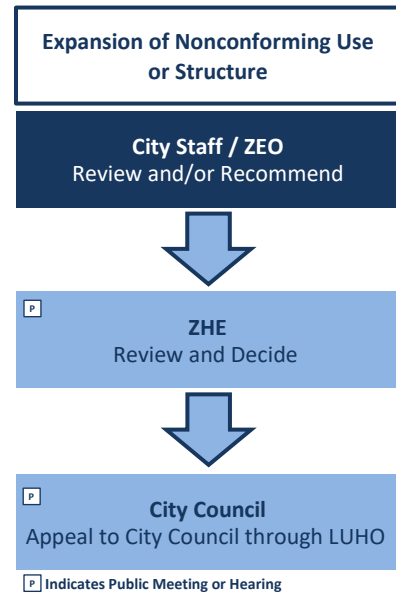 Expansion of Nonconforming Use
or Structure
City Staff / ZEO
Review and/or Recommend
P
ZHE
Review and Decide
P
City Council
Appeal to City Council through LUHO
P Indicates Public Meeting or Hearing